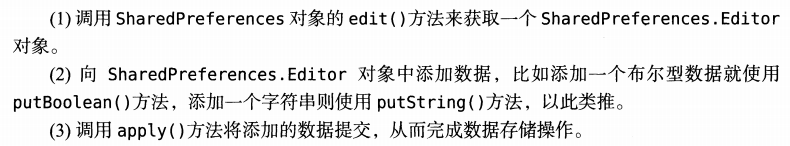 (1) 调用 SharedPreferences 对象的 edit()方法来获取一个 SharedPreferences.Editor
对象。
(2) 向 SharedPreferences.Editor 对象中添加数据，比如添加一个布尔型数据就使用
putBoolean()方法，添加一个字符串则使用 putString()方法，以此类推。
(3) 调用 apply()方法将添加的数据提交，从而完成数据存储操作。